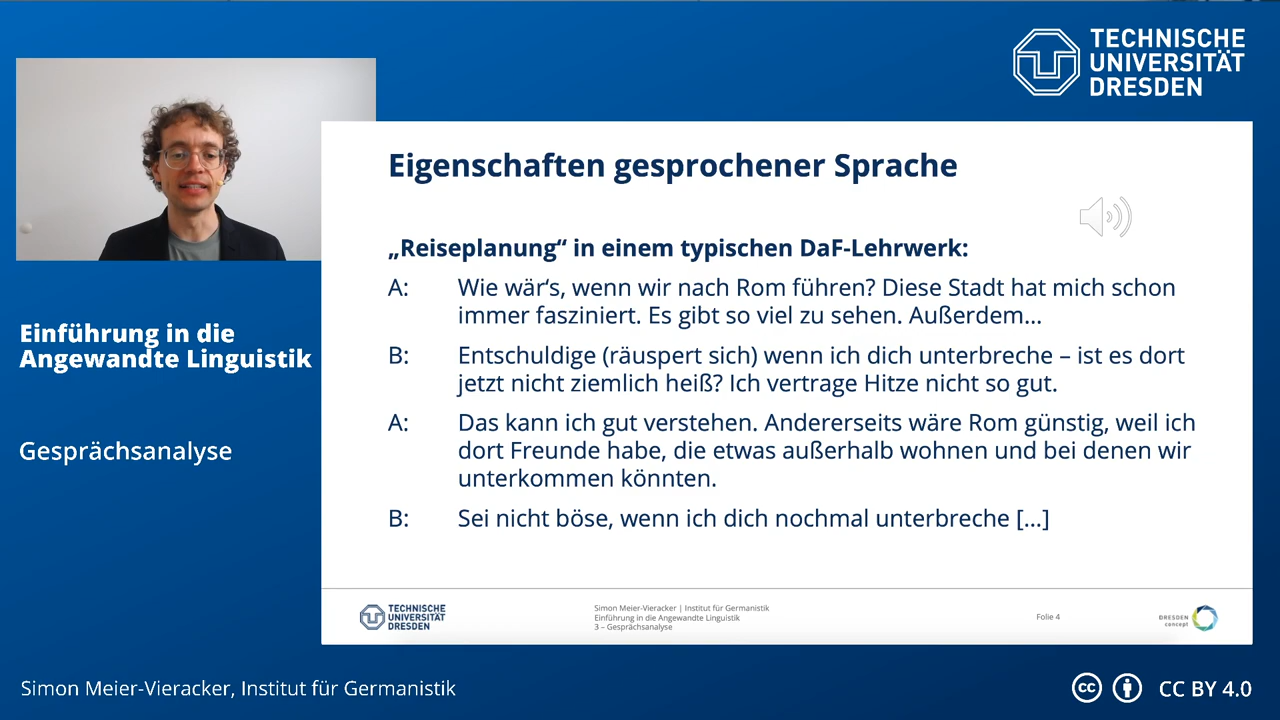 TECHNISCHE
UNIVERSITÄT
DRESDEN
Eigenschaften gesprochener Sprache
„Reiseplanung“ in einem typischen DaF-Lehrwerk:
A: Wie wär‘s, wenn wir nach Rom führen? Diese Stadt hat mich schon
immer fasziniert. Es gibt so viel zu sehen. Außerdem…
B: Entschuldige (räuspert sich) wenn ich dich unterbreche – ist es dort
jetzt nicht ziemlich heiß? Ich vertrage Hitze nicht so gut.
A: Das kann ich gut verstehen. Andererseits wäre Rom günstig, weil ich
dort Freunde habe, die etwas außerhalb wohnen und bei denen wir
unterkommen könnten.
B: Sei nicht böse, wenn ich dich nochmal unterbreche […]
Einführung in die
Angewandte Linguistik
Gesprächsanalyse
TECHNISCHE
UNIVERSITÄT
DRESDEN
Simon Meier-Vieracker | Institut für Germanistik
Einführung in die Angewandte Linguistik
3 – Gesprächsanalyse
Folie 4
DRESDEN
concept
Simon Meier-Vieracker, Institut für Germanistik
cc
CC BY 4.0